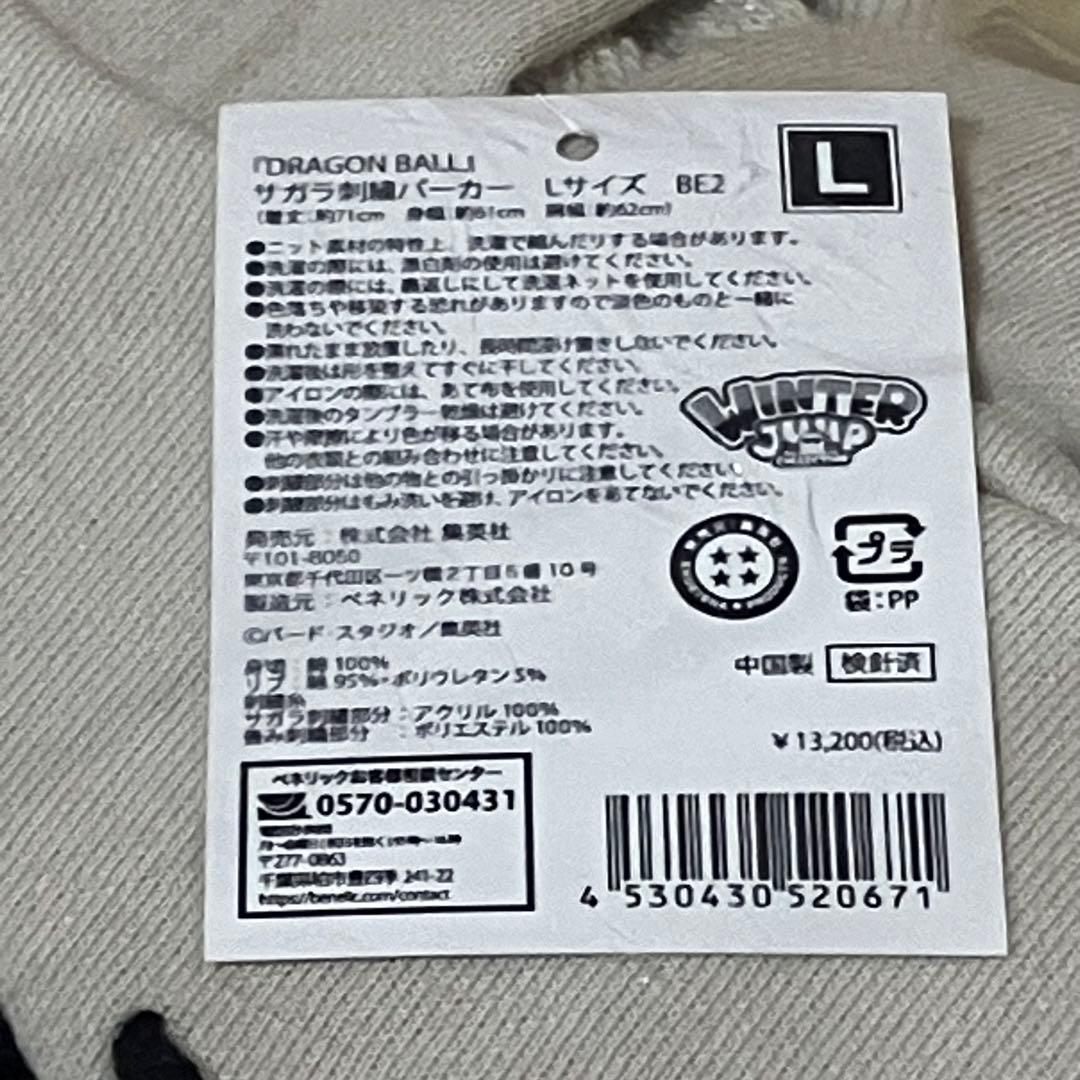 『DRAGON BALL』
サガラ刺繍パーカー　Lサイズ　BE2
L
(着丈:約71cm　身幅:約61cm　:約62cm)
●ニット素材の特性上、洗濯で縮んだりする場合があります。
●洗濯の際には、漂白剤の使用は避けてください。
●洗濯の際には、裏返しにして洗濯ネットを使用してください。
●色落ちや移染する恐れがありますので淡色のものと一緒に
洗わないでください。
●濡れたまま放置したり、長時間漬け置きしないでください。
●洗濯後は形を整えてすぐに干してください。
●アイロンの際には、あて布を使用してください。
●洗濯後のタンブラー乾燥は避けてください。
●汗や摩擦により色が移る場合があります。
他の衣類との組み合わせに注意してください。
●刺繍部分は他の物との引っ掛かりに注意してください。
●刺繍部分はもみ洗いを避け、アイロンをあてないでください。
WINTER
JUMP
発売元：株式会社 集英社
〒101-8050
東京都千代田区一ツ橋2丁目5番10号
製造元：ベネリック株式会社
プラ
袋:PP
©バード・スタジオ／集英社
身頃：綿 100%
リブ：綿 95%・ポリウレタン 5%
刺繍糸
サガラ刺繍部分：アクリル 100%
畳み刺繍部分：ポリエステル 100%
中国製　検針済
¥13,200(税込)
ベネリックお客様相談センター
0570-030431
〒277-0863
千葉県柏市豊四季 241-22
https://benelic.com/contact
4 530430 520671